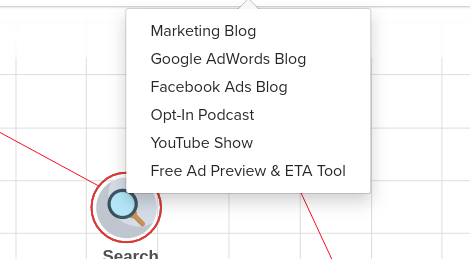 Marketing Blog
Google AdWords Blog
Facebook Ads Blog
Opt-In Podcast
YouTube Show
Free Ad Preview & ETA Tool
Search